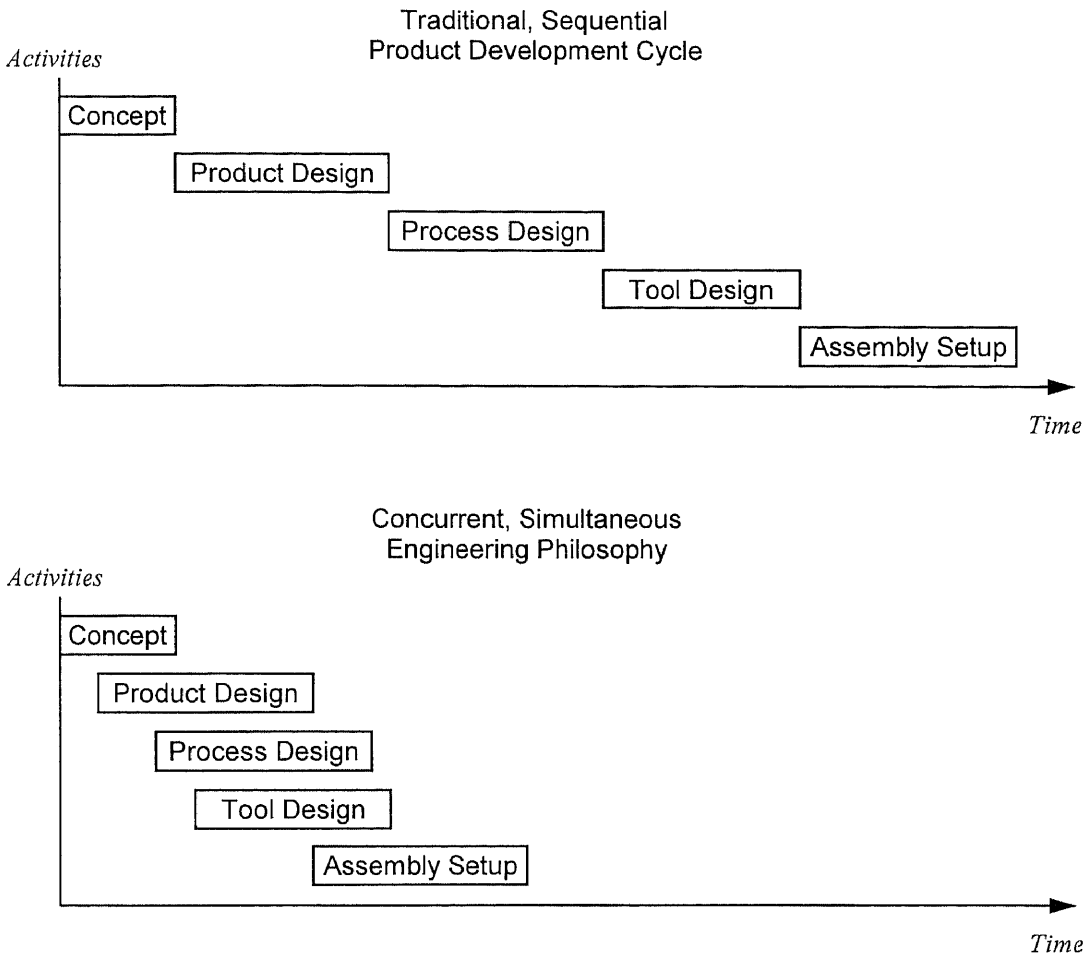 Traditional, Sequential
Product Development Cycle
Activities
Concept
Product Design
Process Design
Tool Design
Assembly Setup
Time
Concurrent, Simultaneous
Engineering Philosophy
Activities
Concept
Product Design
Process Design
Tool Design
Assembly Setup
Time